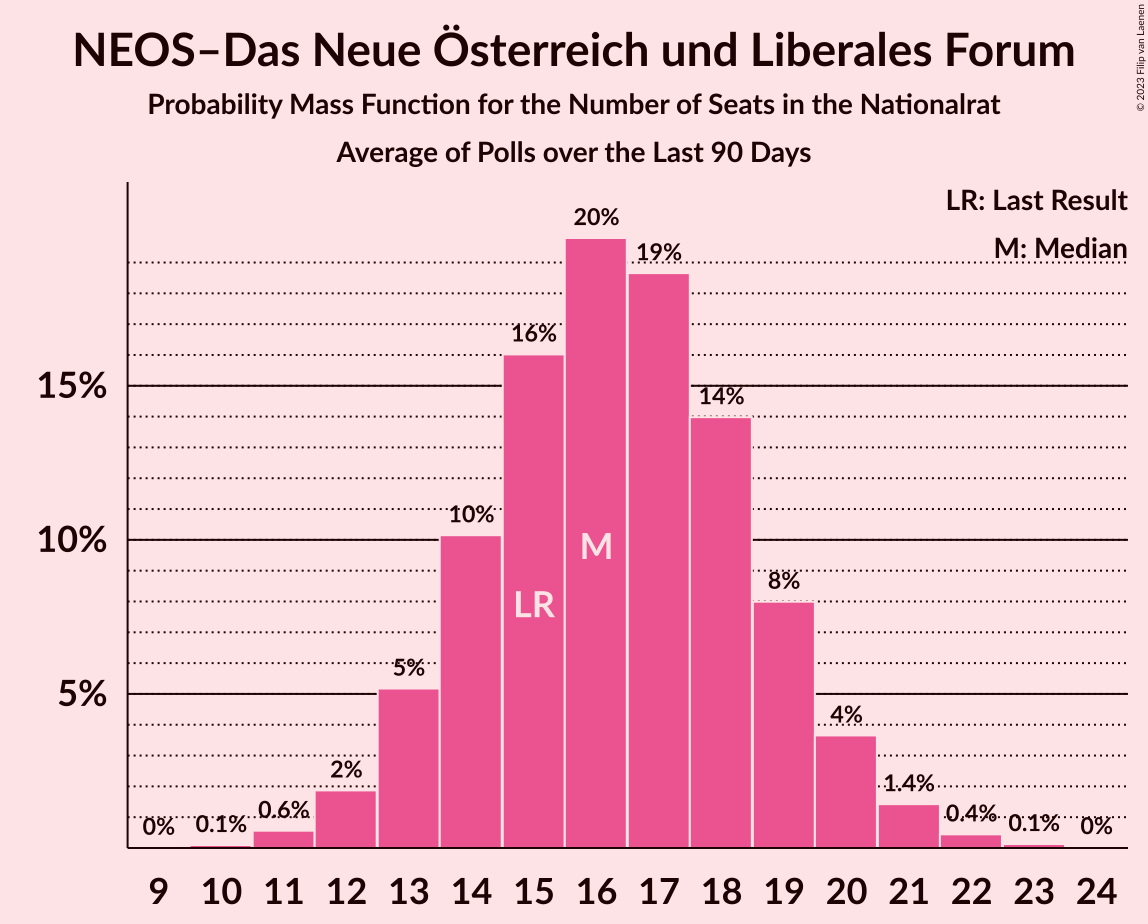 NEOS–Das Neue Österreich und Liberales Forum
Probability Mass Function for the Number of Seats in the Nationalrat
Average of Polls over the Last 90 Days
© 2023 Filip van Laenen
LR: Last Result
M: Median
20%
19%
16%
15%
14%
10%
10%
M
8%
LR
5%
5%
4%
2%
1.4%
0.6%
0.4%
0% 0.1% 0.1% 0%
9 10 11 12 13 14 15 16 17 18 19 20 21 22 23 24